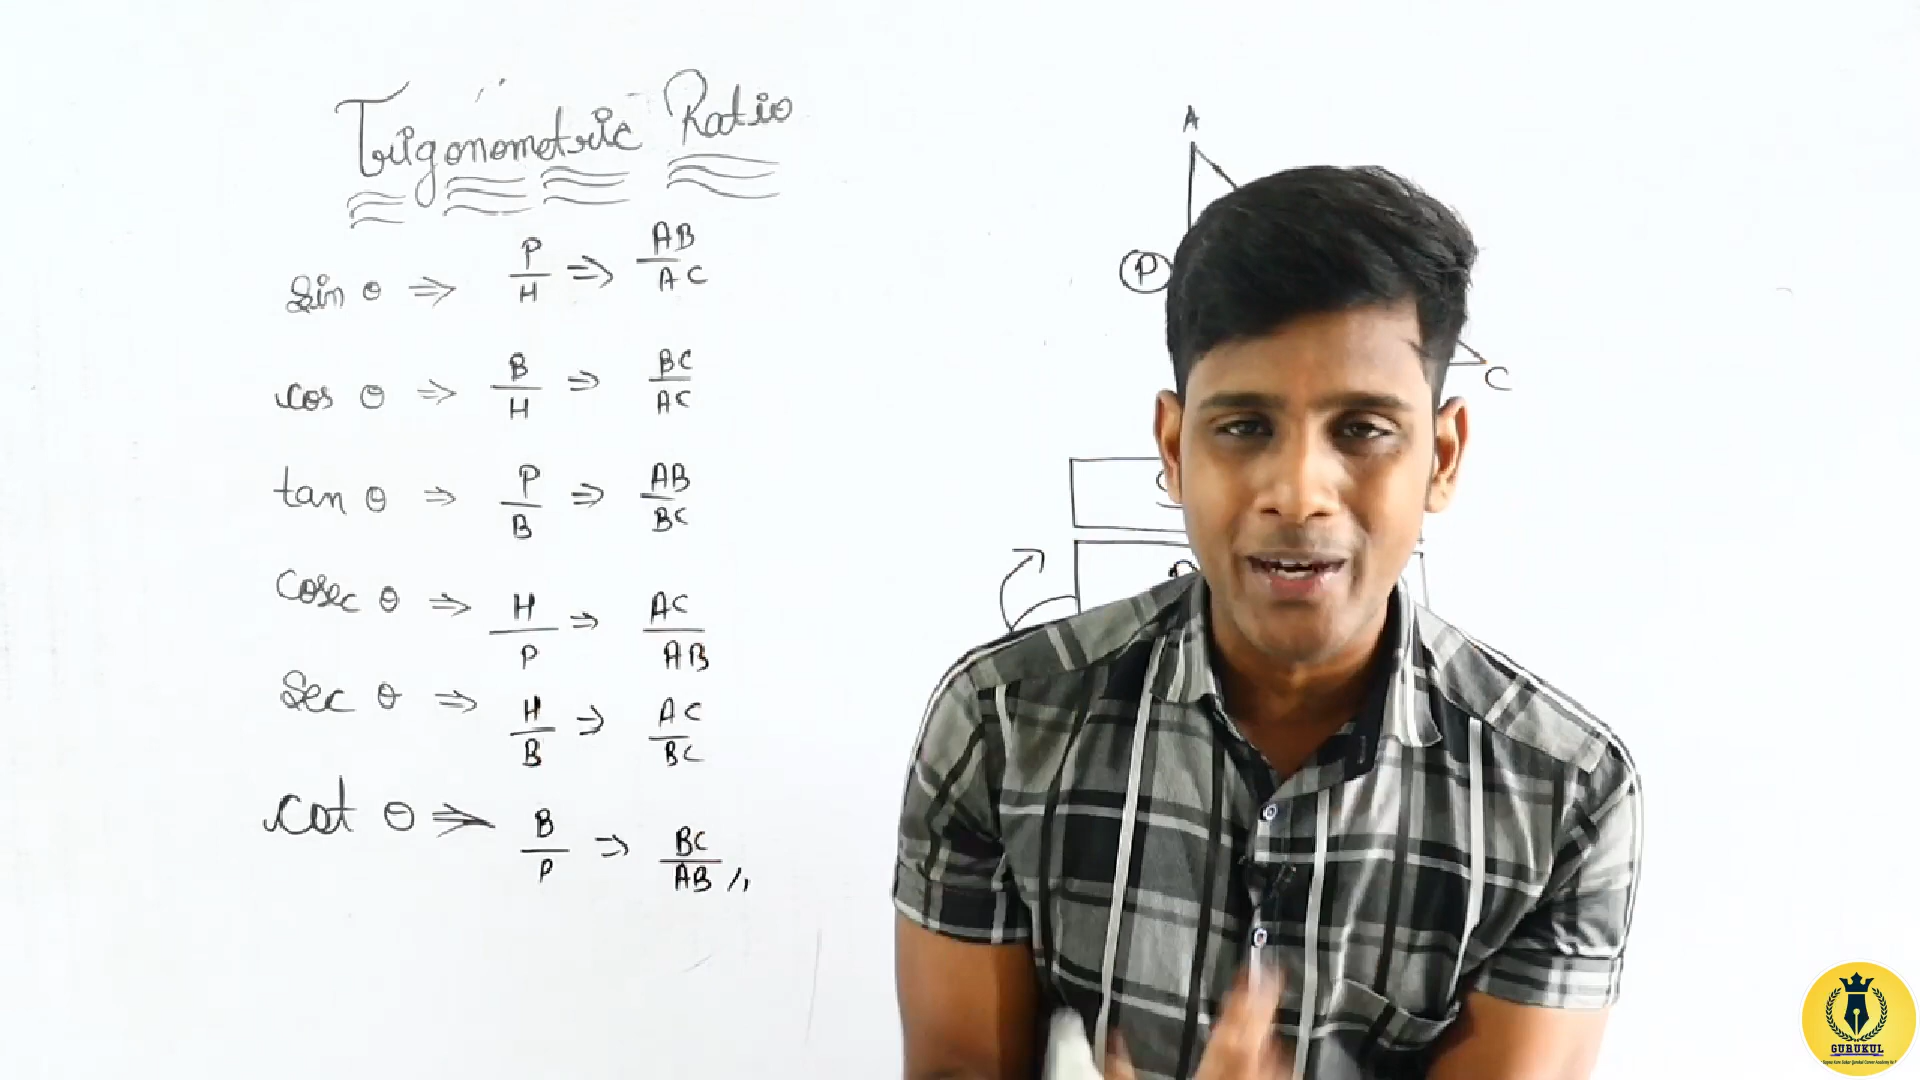 Trigonometric Ratio
sin θ ⇒ P/H ⇒ AB/AC
cos θ ⇒ B/H ⇒ BC/AC
tan θ ⇒ P/B ⇒ AB/BC
cosec θ ⇒ H/P ⇒ AC/AB
sec θ ⇒ H/B ⇒ AC/BC
cot θ ⇒ B/P ⇒ BC/AB //
A
P
C
GURUKUL